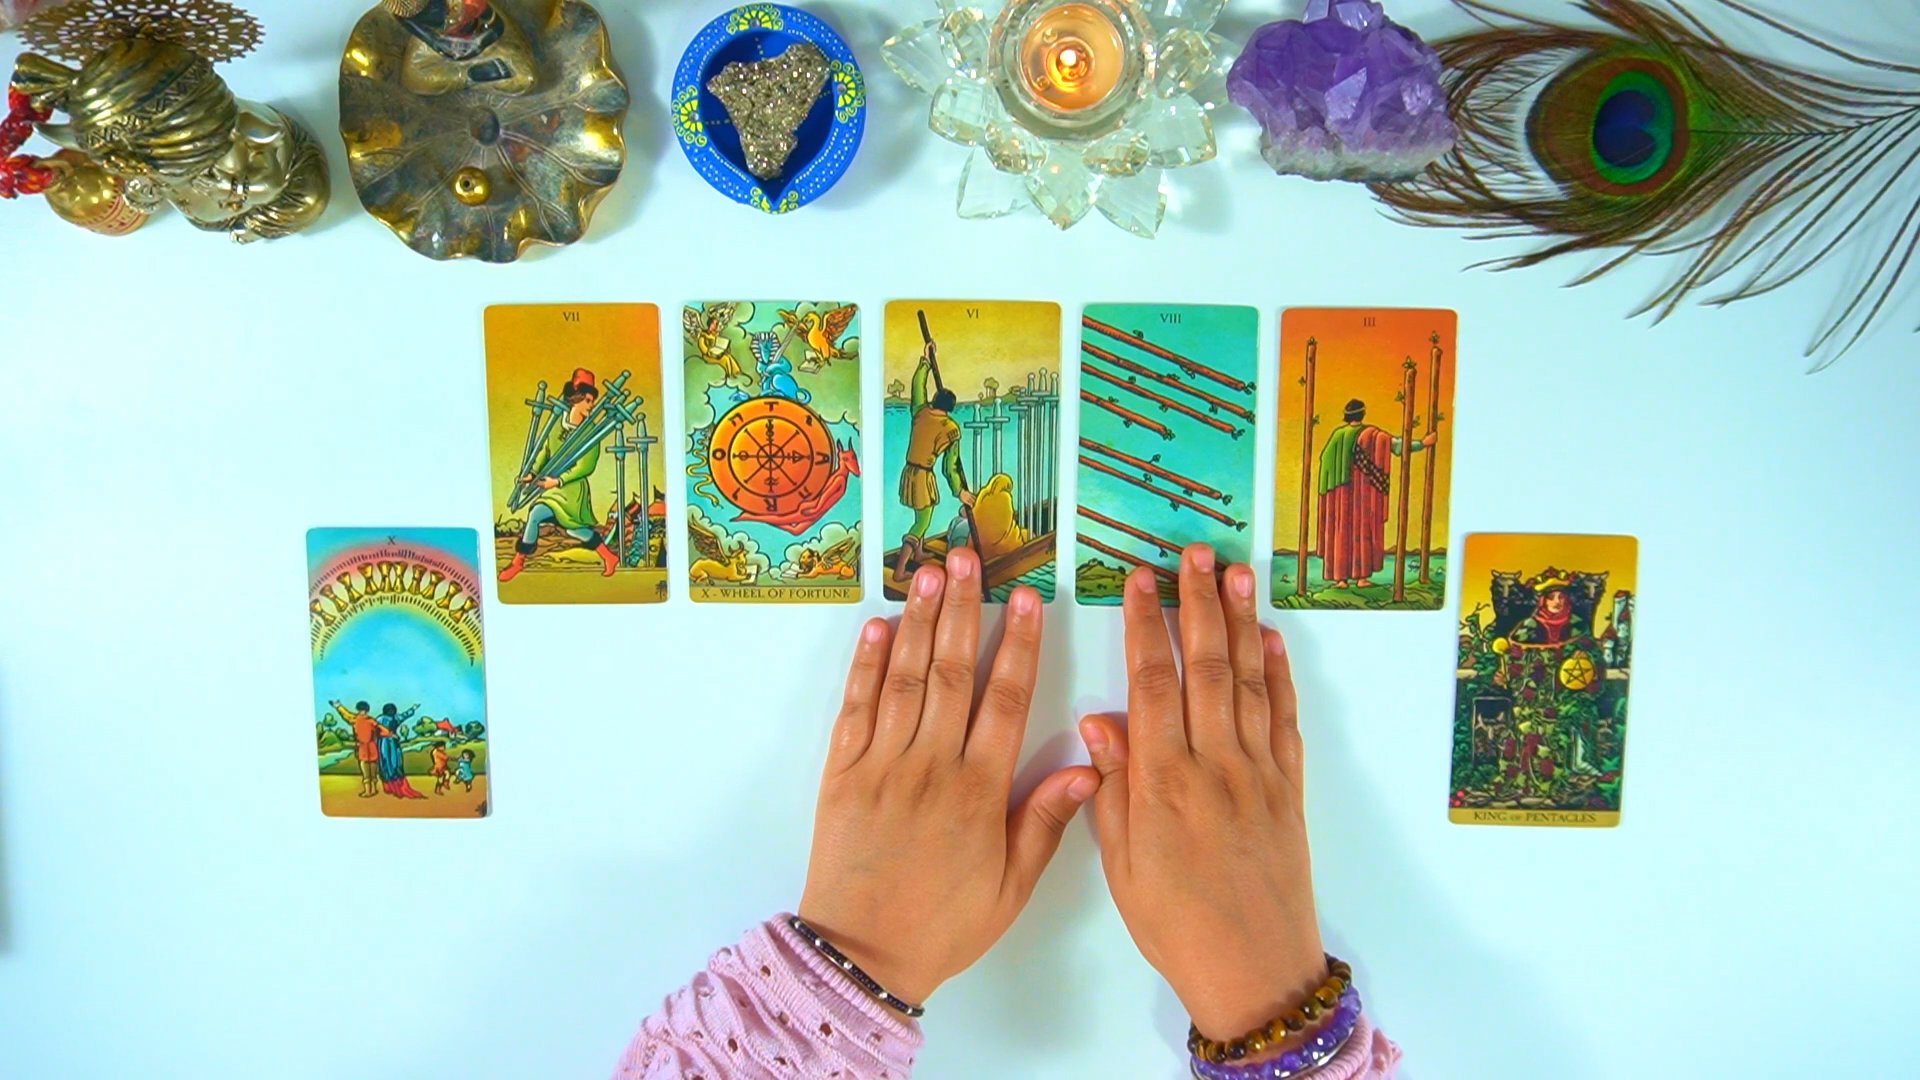 VII
VI
VIII
III
X
X - WHEEL OF FORTUNE
KING OF PENTACLES